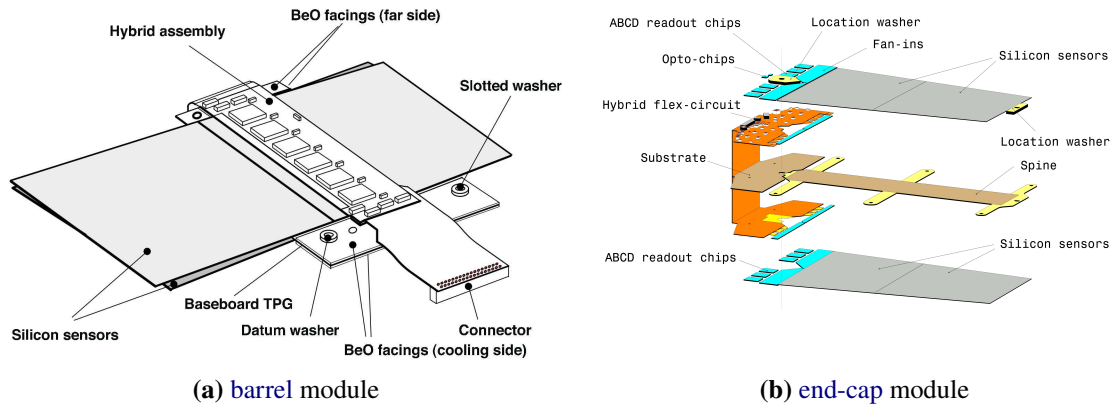 BeO facings (far side)
Hybrid assembly
Slotted washer
Baseboard TPG
Silicon sensors
Datum washer
Connector
BeO facings (cooling side)
(a) barrel module
ABCD readout chips
Location washer
Fan-ins
Opto-chips
Silicon sensors
Hybrid flex-circuit
Location washer
Substrate
Spine
Silicon sensors
ABCD readout chips
(b) end-cap module